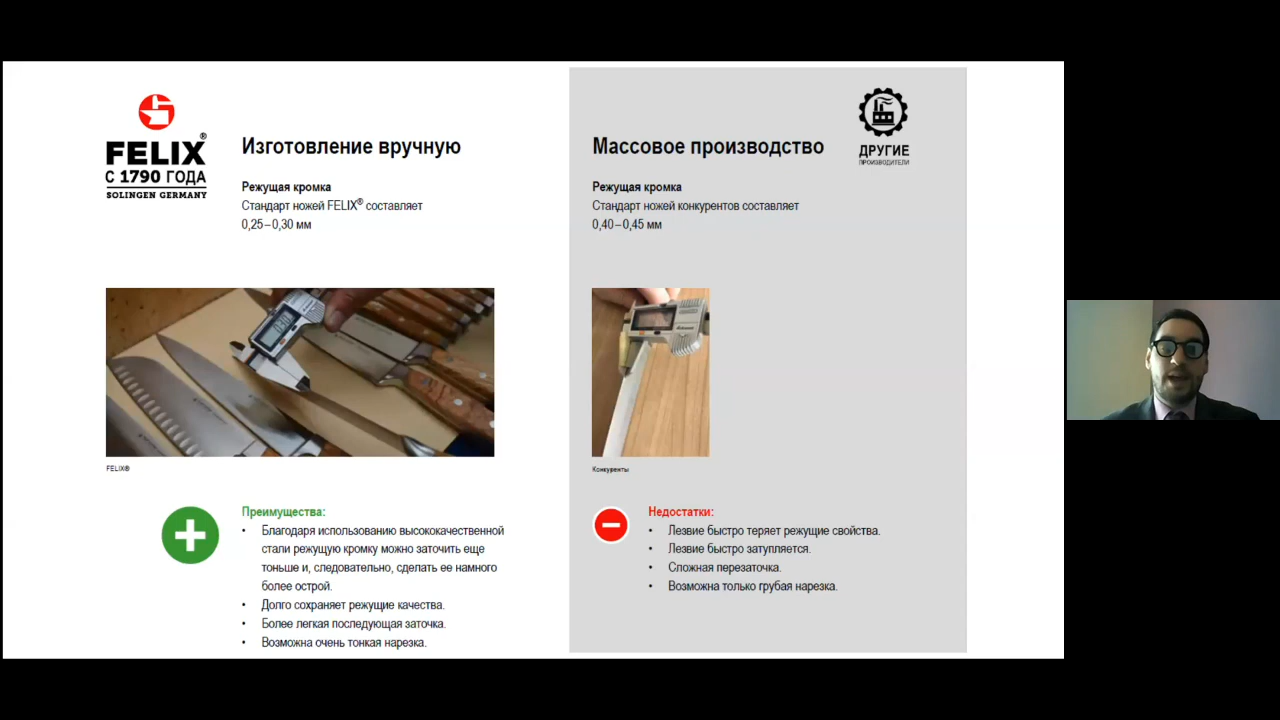 FELIX®
С 1790 ГОДА
SOLINGEN GERMANY
Изготовление вручную
Режущая кромка
Стандарт ножей FELIX® составляет
0,25–0,30 мм
FELIX®
Преимущества:
• Благодаря использованию высококачественной
стали режущую кромку можно заточить еще
тоньше и, следовательно, сделать ее намного
более острой.
• Долго сохраняет режущие качества.
• Более легкая последующая заточка.
• Возможна очень тонкая нарезка.
Массовое производство
ДРУГИЕ
ПРОИЗВОДИТЕЛИ
Режущая кромка
Стандарт ножей конкурентов составляет
0,40–0,45 мм
Конкуренты
Недостатки:
• Лезвие быстро теряет режущие свойства.
• Лезвие быстро затупляется.
• Сложная перезаточка.
• Возможна только грубая нарезка.